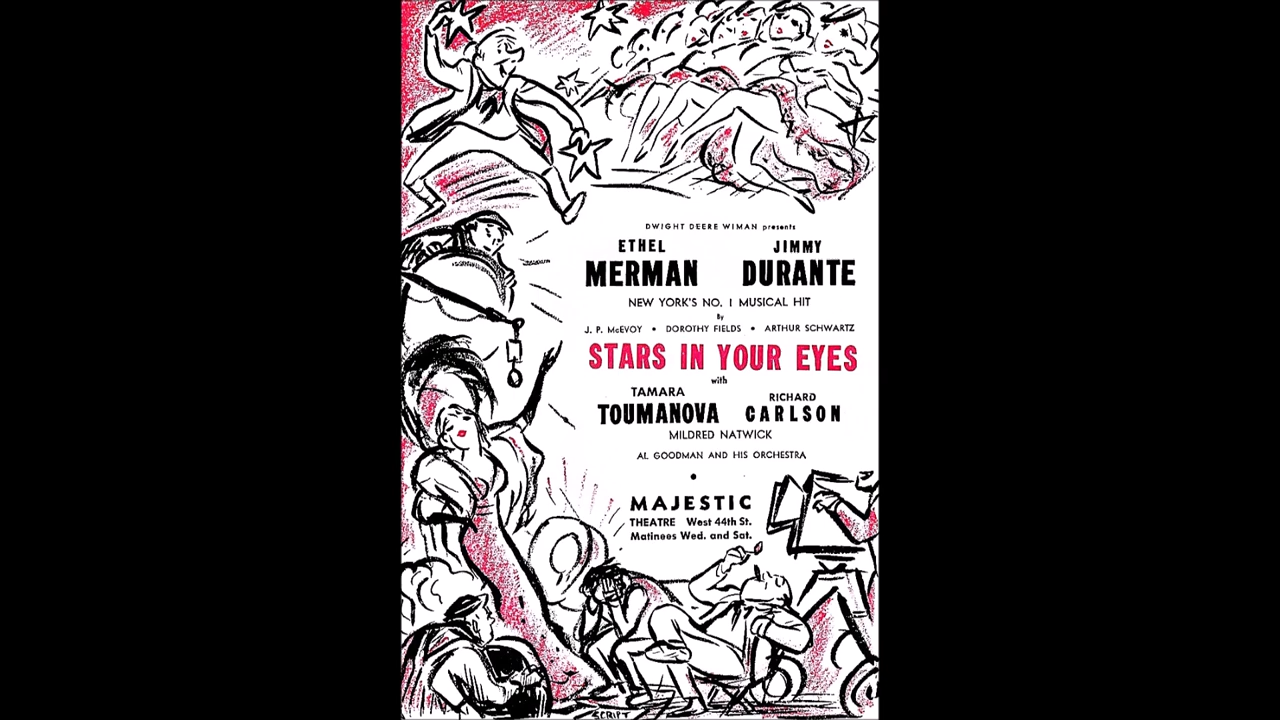 DWIGHT DEERE WIMAN presents
ETHEL MERMAN JIMMY DURANTE
NEW YORK'S NO. 1 MUSICAL HIT
By
J. P. McEVOY • DOROTHY FIELDS • ARTHUR SCHWARTZ
STARS IN YOUR EYES
with
TAMARA TOUMANOVA RICHARD CARLSON
MILDRED NATWICK
AL GOODMAN AND HIS ORCHESTRA
•
MAJESTIC
THEATRE West 44th St.
Matinees Wed. and Sat.
SCRIPT